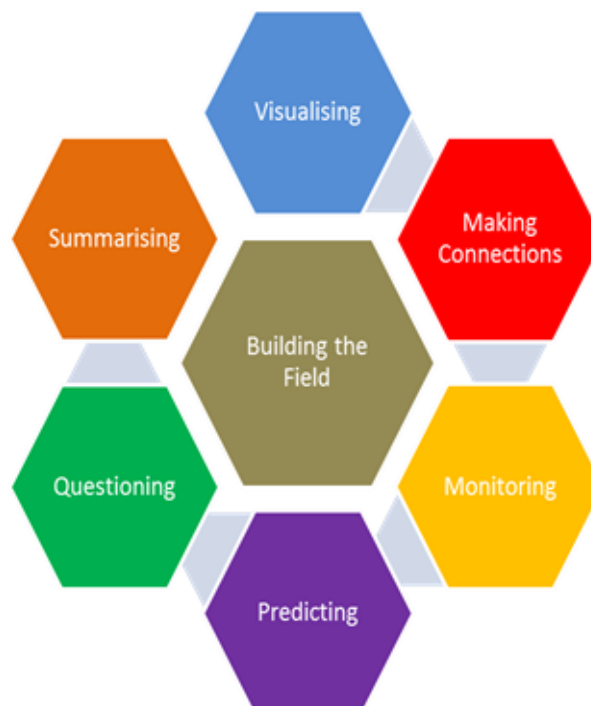 Visualising
Making
Connections
Summarising
Building the
Field
Monitoring
Questioning
Predicting